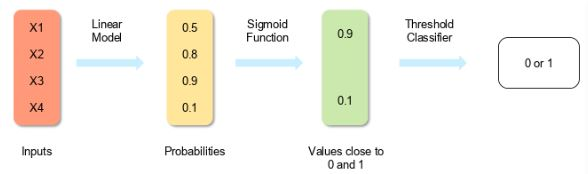 X1
X2
X3
X4
Inputs
Linear
Model
0.5
0.8
0.9
0.1
Probabilities
Sigmoid
Function
0.9
0.1
Values close to
0 and 1
Threshold
Classifier
0 or 1